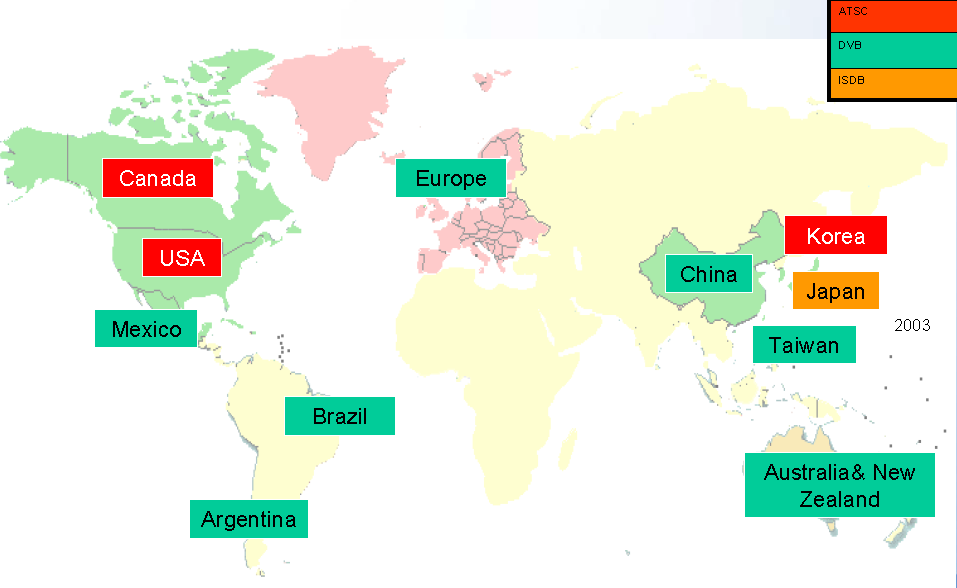 ATSC
DVB
ISDB
Canada
Europe
USA
Korea
China
Japan
Mexico
2003
Taiwan
Brazil
Australia& New
Zealand
Argentina